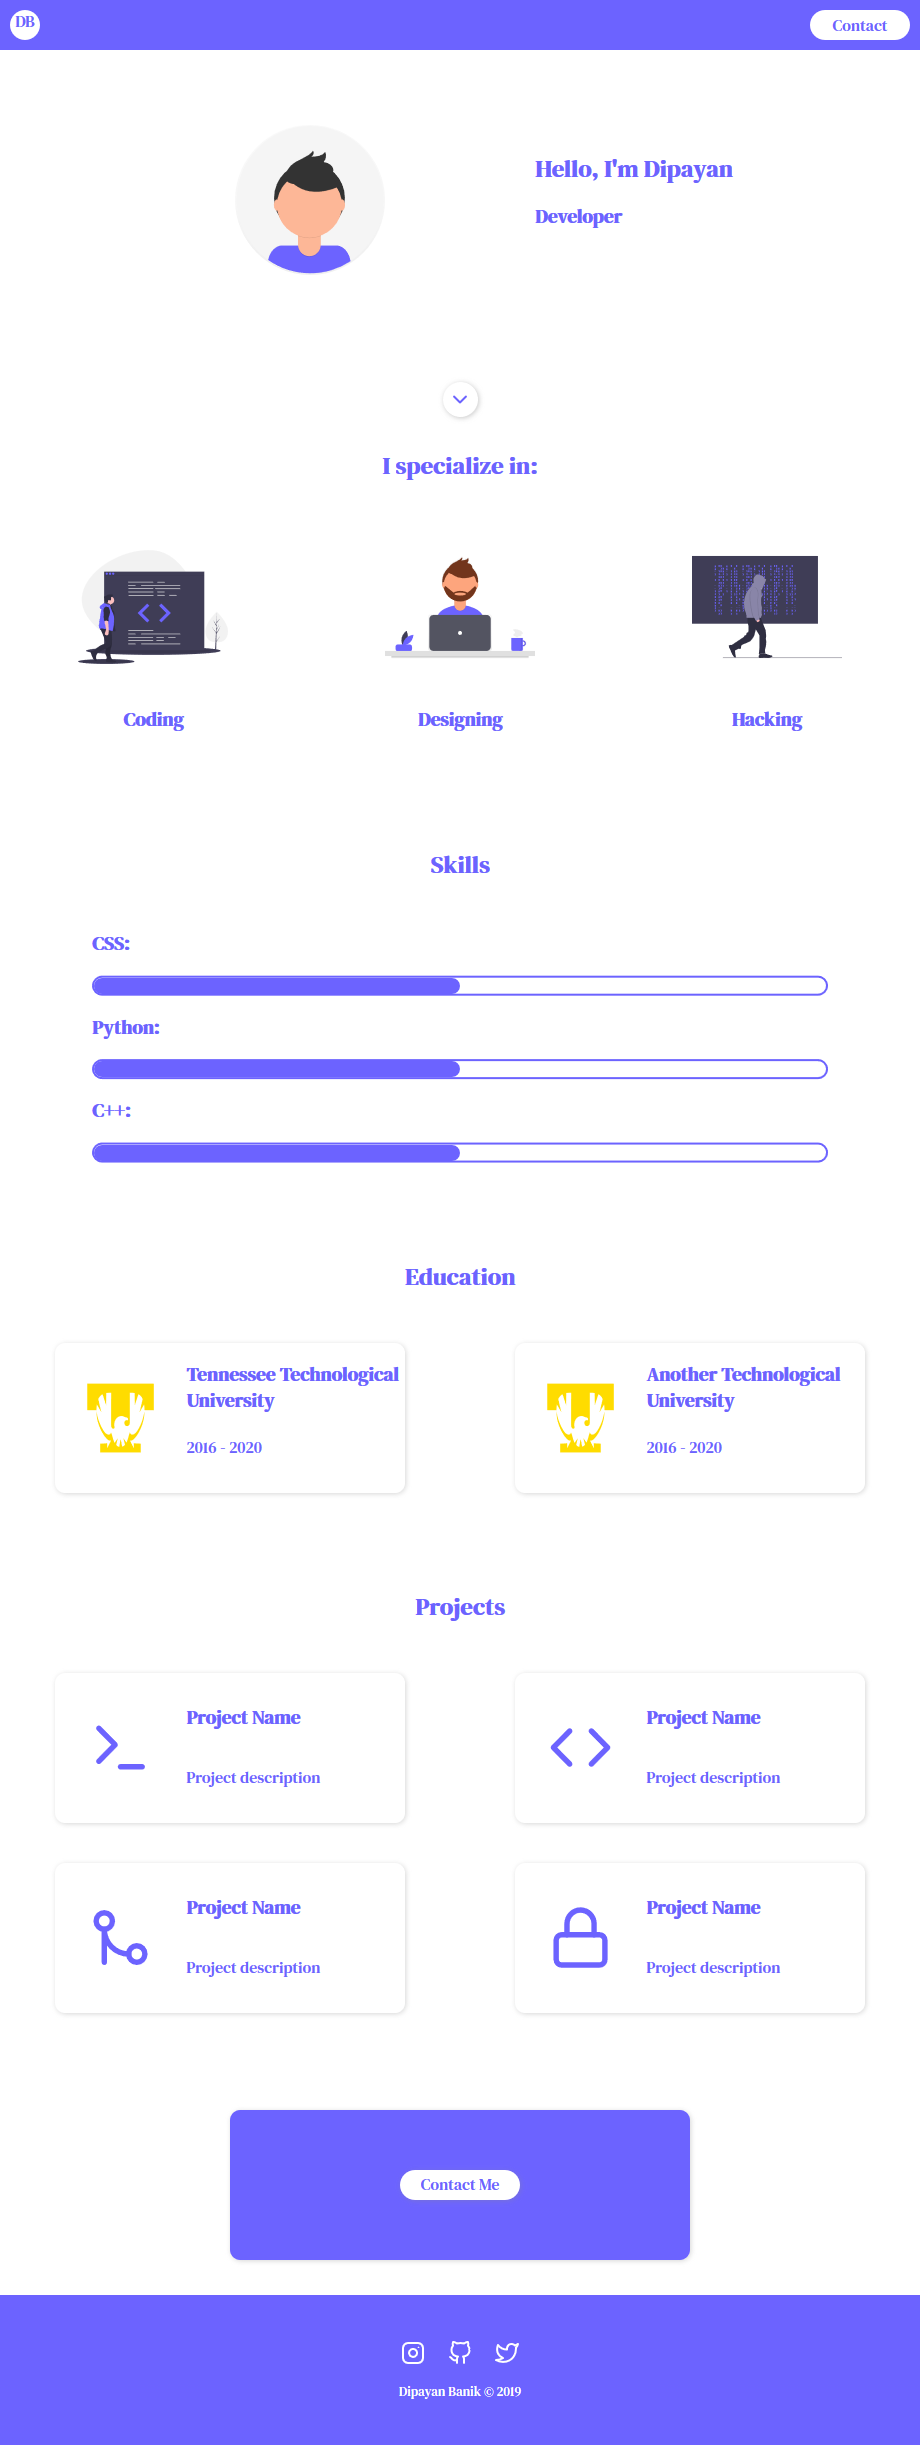 DB
Contact
Hello, I'm Dipayan
Developer
I specialize in:
Coding
Designing
Hacking
Skills
CSS:
Python:
C++:
Education
Tennessee Technological
University
2016 - 2020
Another Technological
University
2016 - 2020
Projects
Project Name
Project description
Project Name
Project description
Project Name
Project description
Project Name
Project description
Contact Me
Dipayan Banik © 2019